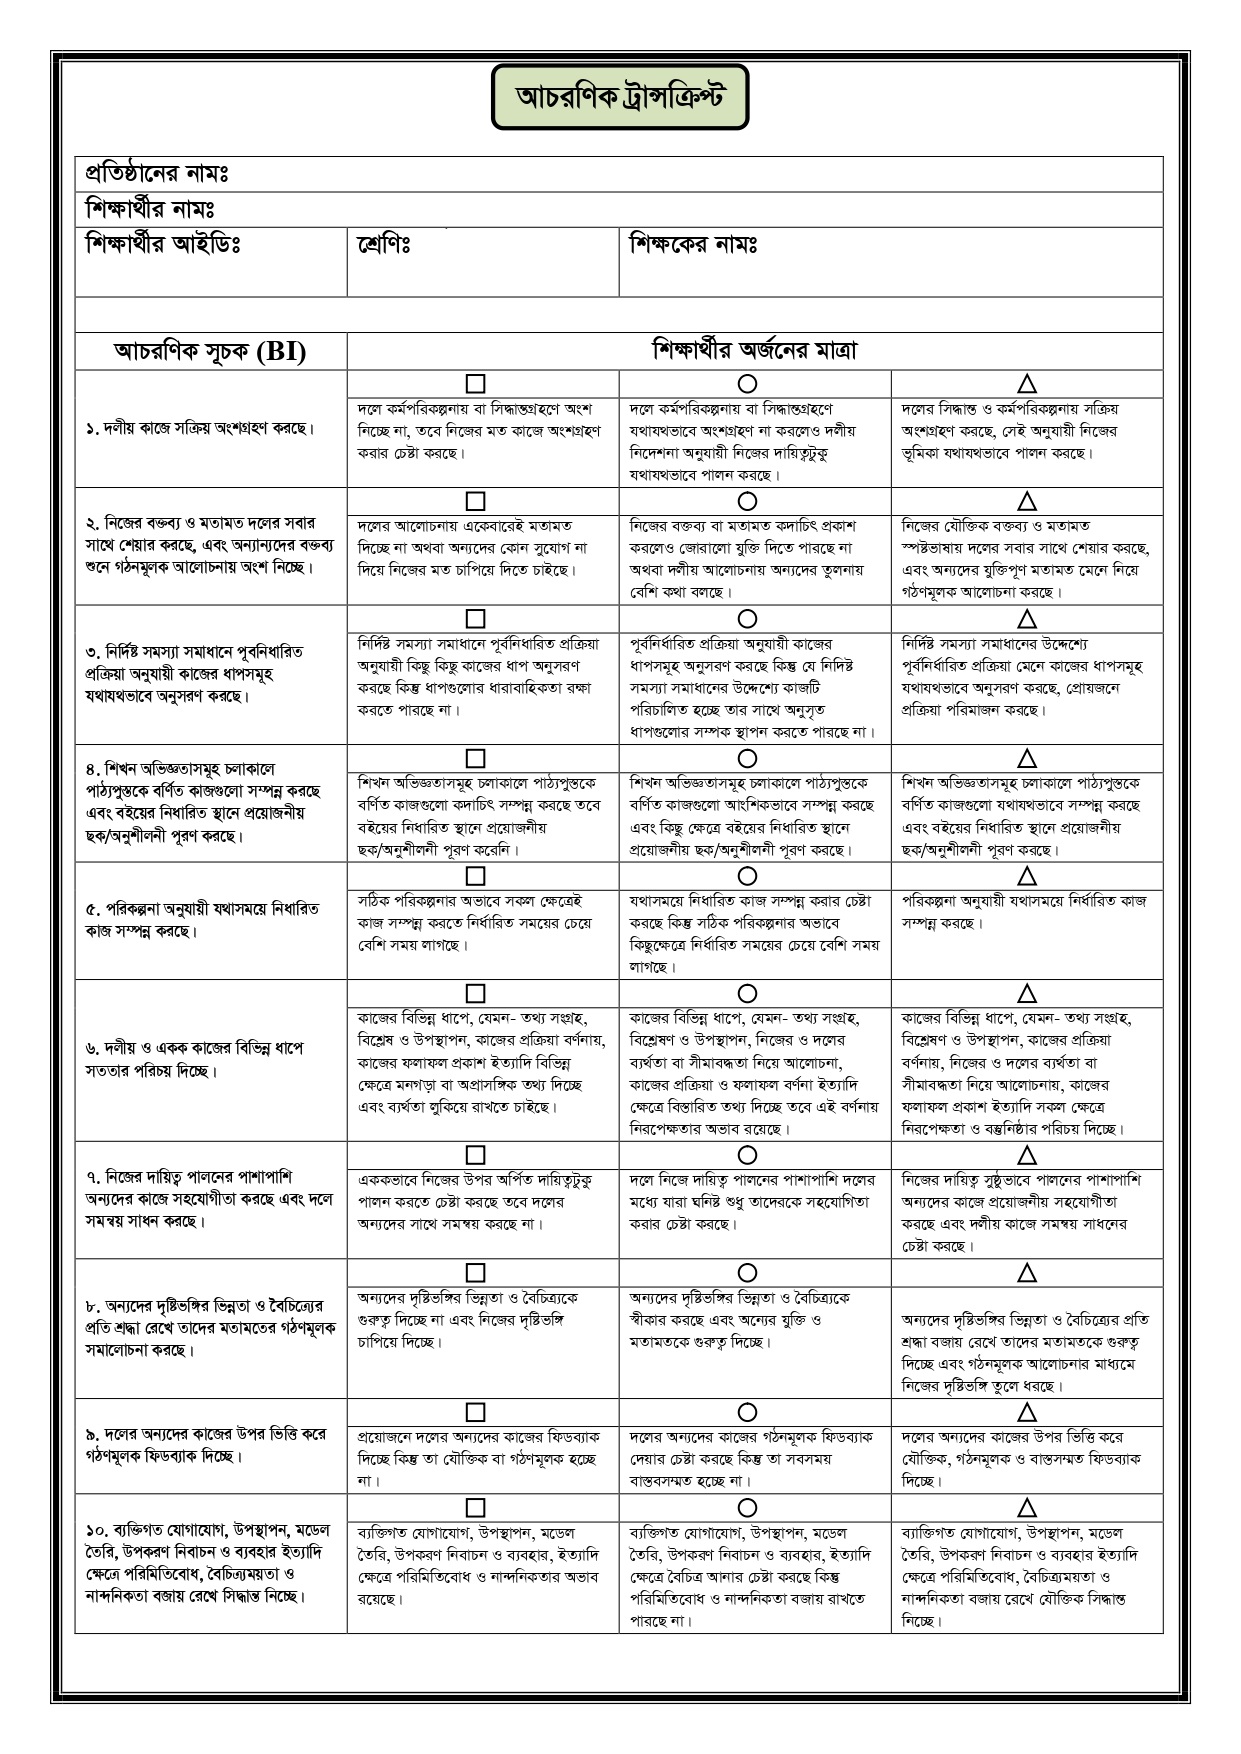 আচরণিক ট্রান্সক্রিপ্ট
প্রতিষ্ঠানের নামঃ
শিক্ষার্থীর নামঃ
শিক্ষার্থীর আইডিঃ
শ্রেণিঃ
শিক্ষকের নামঃ
আচরণিক সূচক (BI)
শিক্ষার্থীর অর্জনের মাত্রা
১. দলীয় কাজে সক্রিয় অংশগ্রহণ করছে।
দলে কর্মপরিকল্পনায় বা সিদ্ধান্তগ্রহণে অংশ
নিচ্ছে না, তবে নিজের মত কাজে অংশগ্রহণ
করার চেষ্টা করছে।
দলে কর্মপরিকল্পনায় বা সিদ্ধান্তগ্রহণে
যথাযথভাবে অংশগ্রহণ না করলেও দলীয়
নিদেশনা অনুযায়ী নিজের দায়িত্বটুকু
যথাযথভাবে পালন করছে।
দলের সিদ্ধান্ত ও কর্মপরিকল্পনায় সক্রিয়
অংশগ্রহণ করছে, সেই অনুযায়ী নিজের
ভূমিকা যথাযথভাবে পালন করছে।
২. নিজের বক্তব্য ও মতামত দলের সবার
সাথে শেয়ার করছে, এবং অন্যান্যদের বক্তব্য
শুনে গঠনমূলক আলোচনায় অংশ নিচ্ছে।
দলের আলোচনায় একেবারেই মতামত
দিচ্ছে না অথবা অন্যদের কোন সুযোগ না
দিয়ে নিজের মত চাপিয়ে দিতে চাইছে।
নিজের বক্তব্য বা মতামত কদাচিৎ প্রকাশ
করলেও জোরালো যুক্তি দিতে পারছে না
অথবা দলীয় আলোচনায় অন্যদের তুলনায়
বেশি কথা বলছে।
নিজের যৌক্তিক বক্তব্য ও মতামত
স্পষ্টভাষায় দলের সবার সাথে শেয়ার করছে,
এবং অন্যদের যুক্তিপূণ মতামত মেনে নিয়ে
গঠণমূলক আলোচনা করছে।
৩. নির্দিষ্ট সমস্যা সমাধানে পূবনিধারিত
প্রক্রিয়া অনুযায়ী কাজের ধাপসমূহ
যথাযথভাবে অনুসরণ করছে।
নির্দিষ্ট সমস্যা সমাধানে পূর্বনিধারিত প্রক্রিয়া
অনুযায়ী কিছু কিছু কাজের ধাপ অনুসরণ
করছে কিন্তু ধাপগুলোর ধারাবাহিকতা রক্ষা
করতে পারছে না।
পূর্বনির্ধারিত প্রক্রিয়া অনুযায়ী কাজের
ধাপসমূহ অনুসরণ করছে কিন্তু যে নিদিষ্ট
সমস্যা সমাধানের উদ্দেশ্যে কাজটি
পরিচালিত হচ্ছে তার সাথে অনুসৃত
ধাপগুলোর সম্পক স্থাপন করতে পারছে না।
নির্দিষ্ট সমস্যা সমাধানের উদ্দেশ্যে
পূর্বনির্ধারিত প্রক্রিয়া মেনে কাজের ধাপসমূহ
যথাযথভাবে অনুসরণ করছে, প্রোয়জনে
প্রক্রিয়া পরিমাজন করছে।
৪. শিখন অভিজ্ঞতাসমূহ চলাকালে
পাঠ্যপুস্তকে বর্ণিত কাজগুলো সম্পন্ন করছে
এবং বইয়ের নিধারিত স্থানে প্রয়োজনীয়
ছক/অনুশীলনী পূরণ করছে।
শিখন অভিজ্ঞতাসমূহ চলাকালে পাঠ্যপুস্তকে
বর্ণিত কাজগুলো কদাচিৎ সম্পন্ন করছে তবে
বইয়ের নিধারিত স্থানে প্রয়োজনীয়
ছক/অনুশীলনী পূরণ করেনি।
শিখন অভিজ্ঞতাসমূহ চলাকালে পাঠ্যপুস্তকে
বর্ণিত কাজগুলো আংশিকভাবে সম্পন্ন করছে
এবং কিছু ক্ষেত্রে বইয়ের নিধারিত স্থানে
প্রয়োজনীয় ছক/অনুশীলনী পূরণ করছে।
শিখন অভিজ্ঞতাসমূহ চলাকালে পাঠ্যপুস্তকে
বর্ণিত কাজগুলো যথাযথভাবে সম্পন্ন করছে
এবং বইয়ের নিধারিত স্থানে প্রয়োজনীয়
ছক/অনুশীলনী পূরণ করছে।
৫. পরিকল্পনা অনুযায়ী যথাসময়ে নিধারিত
কাজ সম্পন্ন করছে।
সঠিক পরিকল্পনার অভাবে সকল ক্ষেত্রেই
কাজ সম্পন্ন করতে নির্ধারিত সময়ের চেয়ে
বেশি সময় লাগছে।
যথাসময়ে নিধারিত কাজ সম্পন্ন করার চেষ্টা
করছে কিন্তু সঠিক পরিকল্পনার অভাবে
কিছুক্ষেত্রে নির্ধারিত সময়ের চেয়ে বেশি সময়
লাগছে।
পরিকল্পনা অনুযায়ী যথাসময়ে নির্ধারিত কাজ
সম্পন্ন করছে।
৬. দলীয় ও একক কাজের বিভিন্ন ধাপে
সততার পরিচয় দিচ্ছে।
কাজের বিভিন্ন ধাপে, যেমন- তথ্য সংগ্রহ,
বিশ্লেষ ও উপস্থাপন, কাজের প্রক্রিয়া বর্ণনায়,
কাজের ফলাফল প্রকাশ ইত্যাদি বিভিন্ন
ক্ষেত্রে মনগড়া বা অপ্রাসঙ্গিক তথ্য দিচ্ছে
এবং ব্যর্থতা লুকিয়ে রাখতে চাইছে।
কাজের বিভিন্ন ধাপে, যেমন- তথ্য সংগ্রহ,
বিশ্লেষণ ও উপস্থাপন, নিজের ও দলের
ব্যর্থতা বা সীমাবদ্ধতা নিয়ে আলোচনা,
কাজের প্রক্রিয়া ও ফলাফল বর্ণনা ইত্যাদি
ক্ষেত্রে বিস্তারিত তথ্য দিচ্ছে তবে এই বর্ণনায়
নিরপেক্ষতার অভাব রয়েছে।
কাজের বিভিন্ন ধাপে, যেমন- তথ্য সংগ্রহ,
বিশ্লেষণ ও উপস্থাপন, কাজের প্রক্রিয়া
বর্ণনায়, নিজের ও দলের ব্যর্থতা বা
সীমাবদ্ধতা নিয়ে আলোচনায়, কাজের
ফলাফল প্রকাশ ইত্যাদি সকল ক্ষেত্রে
নিরপেক্ষতা ও বস্তুনিষ্ঠার পরিচয় দিচ্ছে।
৭. নিজের দায়িত্ব পালনের পাশাপাশি
অন্যদের কাজে সহযোগীতা করছে এবং দলে
সমন্বয় সাধন করছে।
এককভাবে নিজের উপর অর্পিত দায়িত্বটুকু
পালন করতে চেষ্টা করছে তবে দলের
অন্যদের সাথে সমন্বয় করছে না।
দলে নিজে দায়িত্ব পালনের পাশাপাশি দলের
মধ্যে যারা ঘনিষ্ট শুধু তাদেরকে সহযোগিতা
করার চেষ্টা করছে।
নিজের দায়িত্ব সুষ্ঠুভাবে পালনের পাশাপাশি
অন্যদের কাজে প্রয়োজনীয় সহযোগীতা
করছে এবং দলীয় কাজে সমন্বয় সাধনের
চেষ্টা করছে।
৮. অন্যদের দৃষ্টিভঙ্গির ভিন্নতা ও বৈচিত্র্যের
প্রতি শ্রদ্ধা রেখে তাদের মতামতের গঠণমূলক
সমালোচনা করছে।
অন্যদের দৃষ্টিভঙ্গির ভিন্নতা ও বৈচিত্র্যকে
গুরুত্ব দিচ্ছে না এবং নিজের দৃষ্টিভঙ্গি
চাপিয়ে দিচ্ছে।
অন্যদের দৃষ্টিভঙ্গির ভিন্নতা ও বৈচিত্র্যকে
স্বীকার করছে এবং অন্যের যুক্তি ও
মতামতকে গুরুত্ব দিচ্ছে।
অন্যদের দৃষ্টিভঙ্গির ভিন্নতা ও বৈচিত্র্যের প্রতি
শ্রদ্ধা বজায় রেখে তাদের মতামতকে গুরুত্ব
দিচ্ছে এবং গঠনমূলক আলোচনার মাধ্যমে
নিজের দৃষ্টিভঙ্গি তুলে ধরছে।
৯. দলের অন্যদের কাজের উপর ভিত্তি করে
গঠণমূলক ফিডব্যাক দিচ্ছে।
প্রয়োজনে দলের অন্যদের কাজের ফিডব্যাক
দিচ্ছে কিন্তু তা যৌক্তিক বা গঠণমূলক হচ্ছে
না।
দলের অন্যদের কাজের গঠনমূলক ফিডব্যাক
দেয়ার চেষ্টা করছে কিন্তু তা সবসময়
বাস্তবসম্মত হচ্ছে না।
দলের অন্যদের কাজের উপর ভিত্তি করে
যৌক্তিক, গঠনমূলক ও বাস্তসম্মত ফিডব্যাক
দিচ্ছে।
১০. ব্যক্তিগত যোগাযোগ, উপস্থাপন, মডেল
তৈরি, উপকরণ নিবাচন ও ব্যবহার ইত্যাদি
ক্ষেত্রে পরিমিতিবোধ, বৈচিত্র্যময়তা ও
নান্দনিকতা বজায় রেখে সিদ্ধান্ত নিচ্ছে।
ব্যক্তিগত যোগাযোগ, উপস্থাপন, মডেল
তৈরি, উপকরণ নিবাচন ও ব্যবহার, ইত্যাদি
ক্ষেত্রে পরিমিতিবোধ ও নান্দনিকতার অভাব
রয়েছে।
ব্যক্তিগত যোগাযোগ, উপস্থাপন, মডেল
তৈরি, উপকরণ নিবাচন ও ব্যবহার, ইত্যাদি
ক্ষেত্রে বৈচিত্র আনার চেষ্টা করছে কিন্তু
পরিমিতিবোধ ও নান্দনিকতা বজায় রাখতে
পারছে না।
ব্যাক্তিগত যোগাযোগ, উপস্থাপন, মডেল
তৈরি, উপকরণ নিবাচন ও ব্যবহার ইত্যাদি
ক্ষেত্রে পরিমিতিবোধ, বৈচিত্র্যময়তা ও
নান্দনিকতা বজায় রেখে যৌক্তিক সিদ্ধান্ত
নিচ্ছে।